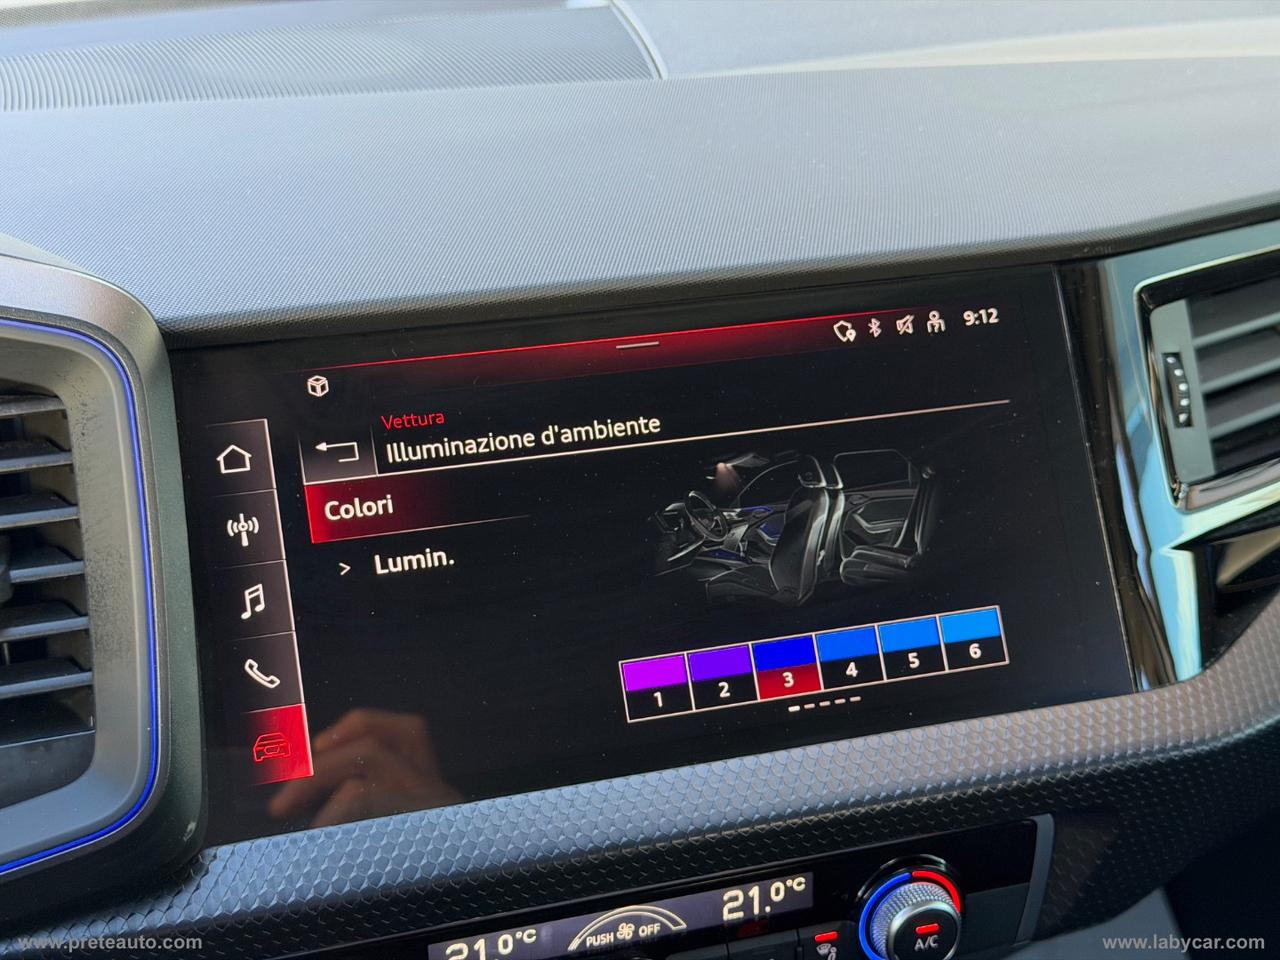 9:12
Vettura
Illuminazione d'ambiente
Colori
> Lumin.
1 2 3 4 5 6
21.0°C PUSH OFF 21.0°C
A/C
www.preteauto.com
www.labycar.com